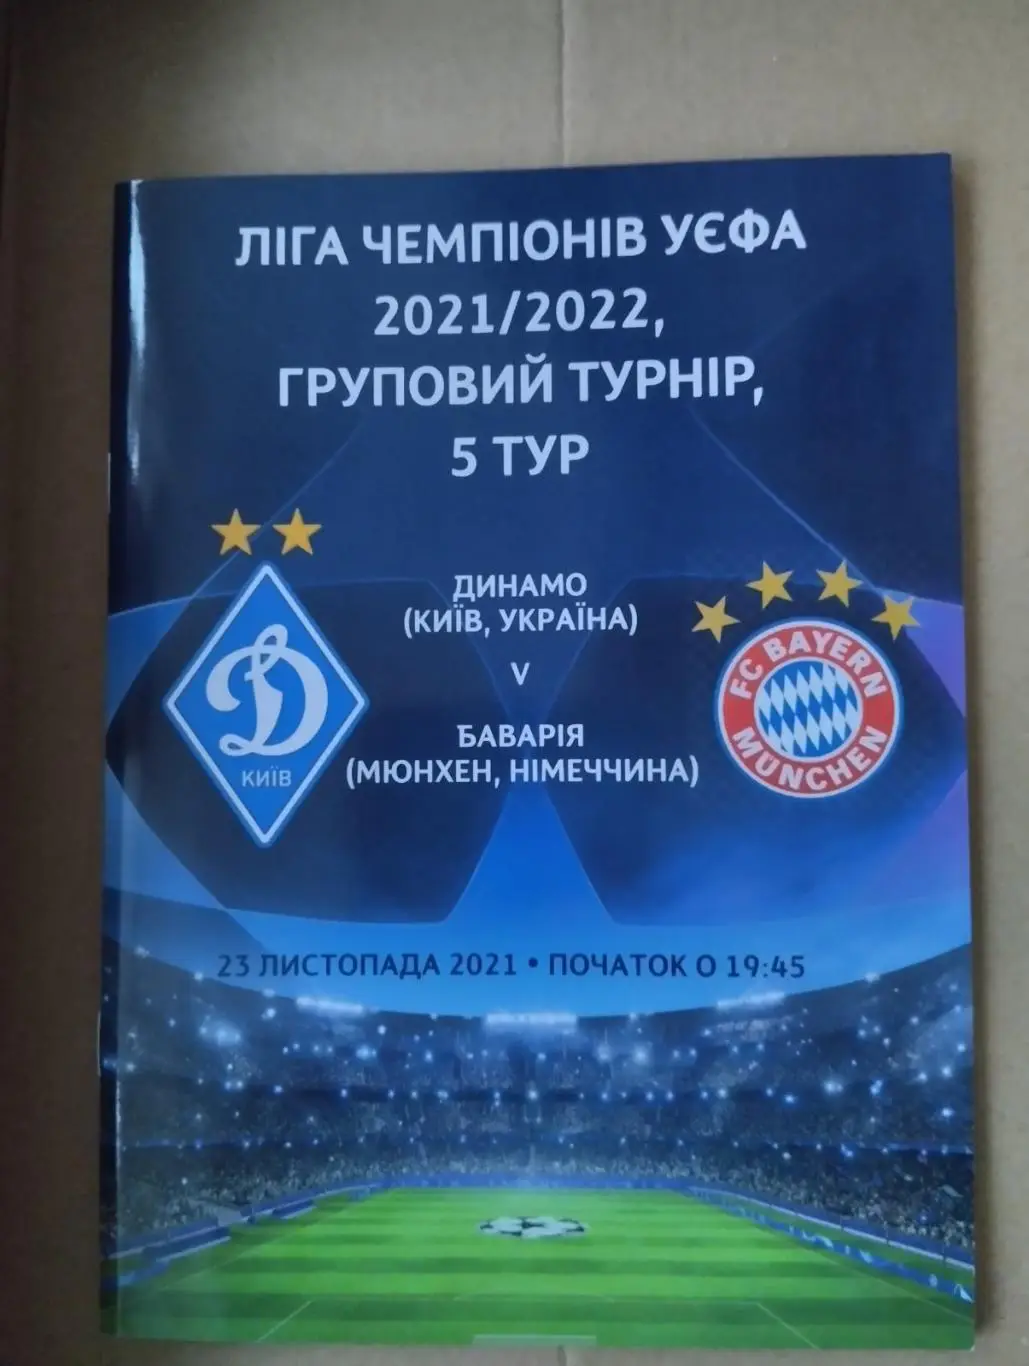 ЛІГА ЧЕМПІОНІВ УЄФА
2021/2022,
ГРУПОВИЙ ТУРНІР,
5 ТУР
ДИНАМО
(КИЇВ, УКРАЇНА)
V
БАВАРІЯ
(МЮНХЕН, НІМЕЧЧИНА)
Д
КИЇВ
FC BAYERN
MÜNCHEN
23 ЛИСТОПАДА 2021 • ПОЧАТОК О 19:45